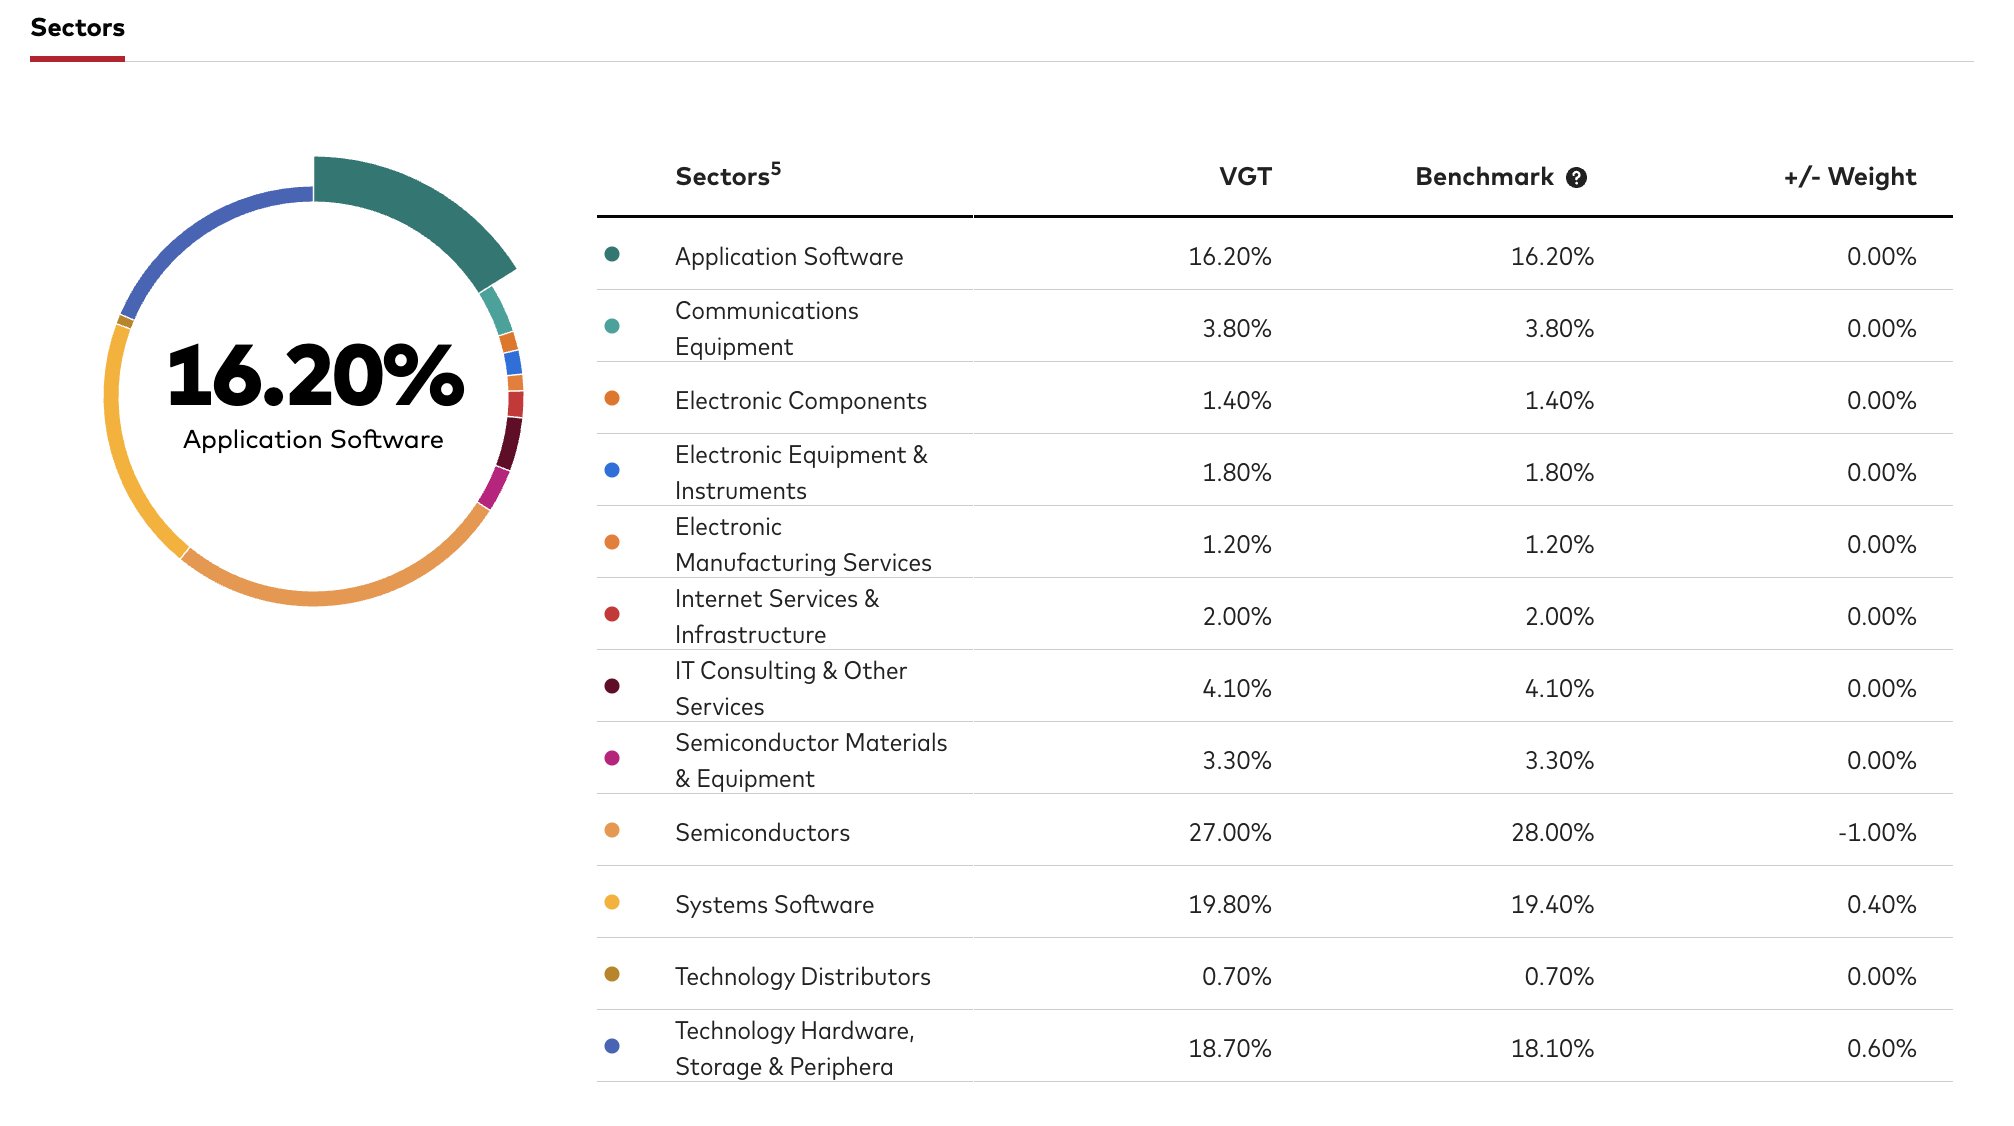 Sectors
16.20%
Application Software
Sectors5 VGT Benchmark ? +/- Weight
Application Software 16.20% 16.20% 0.00%
Communications
Equipment 3.80% 3.80% 0.00%
Electronic Components 1.40% 1.40% 0.00%
Electronic Equipment &
Instruments 1.80% 1.80% 0.00%
Electronic
Manufacturing Services 1.20% 1.20% 0.00%
Internet Services &
Infrastructure 2.00% 2.00% 0.00%
IT Consulting & Other
Services 4.10% 4.10% 0.00%
Semiconductor Materials
& Equipment 3.30% 3.30% 0.00%
Semiconductors 27.00% 28.00% -1.00%
Systems Software 19.80% 19.40% 0.40%
Technology Distributors 0.70% 0.70% 0.00%
Technology Hardware,
Storage & Periphera 18.70% 18.10% 0.60%